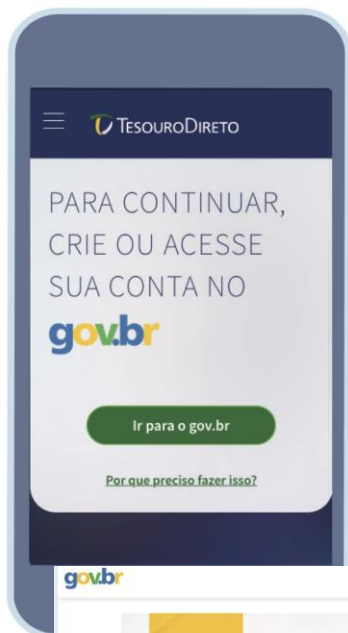 TESOURODIRETO
PARA CONTINUAR,
CRIE OU ACESSE
SUA CONTA NO
gov.br
Ir para o gov.br
Por que preciso fazer isso?
gov.br